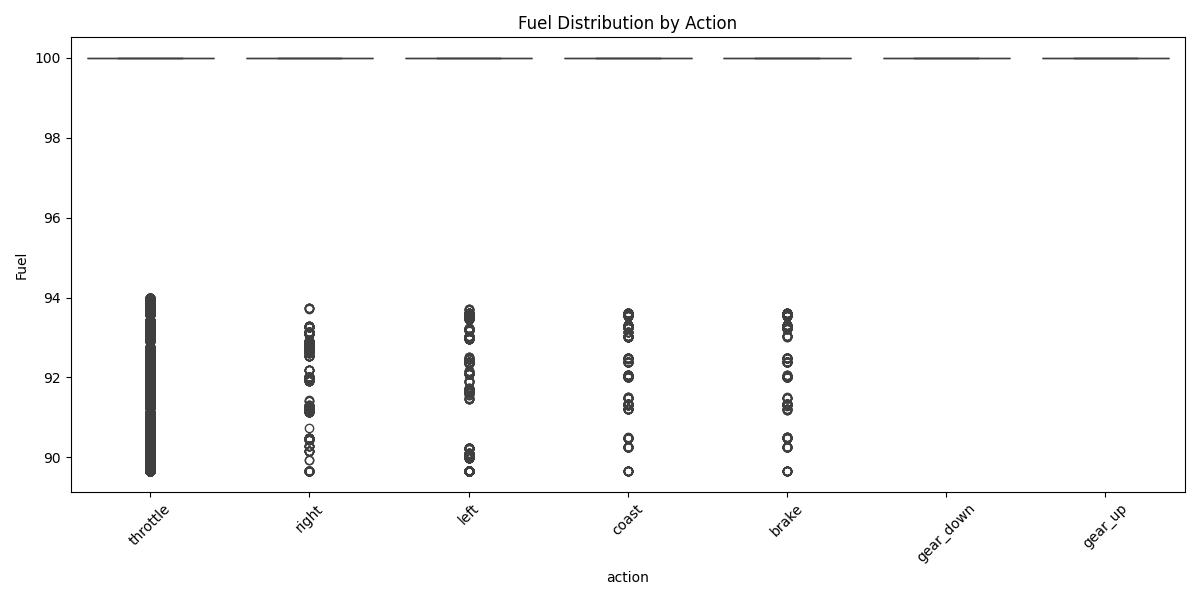 Fuel Distribution by Action
Fuel
100
98
96
94
92
90
throttle
right
left
coast
brake
gear_down
gear_up
action